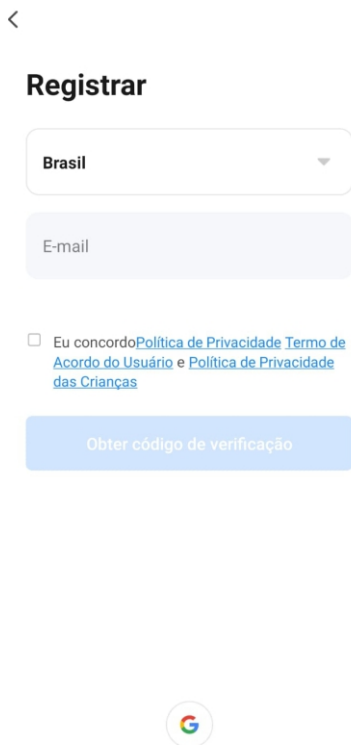 Registrar
Brasil
E-mail
Eu concordoPolítica de Privacidade Termo de
Acordo do Usuário e Política de Privacidade
das Crianças
Obter código de verificação